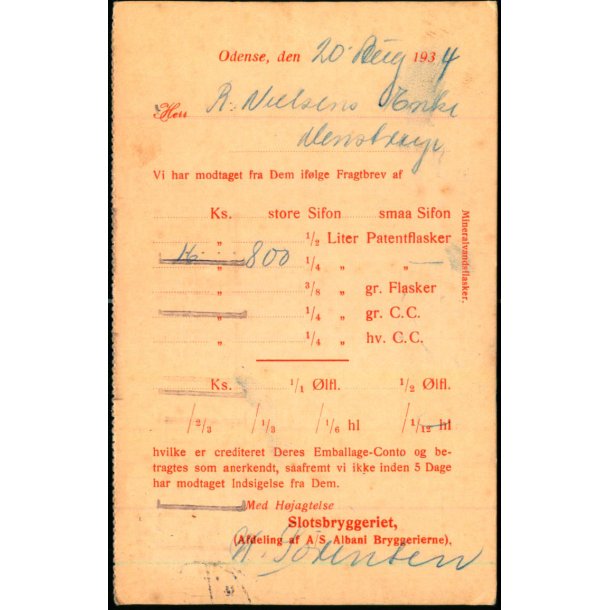 Odense, den 20 Aug 1934
Herr R. Nielsens Enke
Vi har modtaget fra Dem ifølge Fragtbrev af
Ks. store Sifon smaa Sifon
" 1/2 Liter Patentflasker
" 800 1/4 " "
" 3/8 " gr. Flasker
" 1/4 " gr. C.C.
" 1/4 " hv. C.C.
Mineralvandsflasker.
Ks. 1/1 Ølfl. 1/2 Ølfl.
/2/3 /1/3 /1/6 hl /1/12 hl
hvilke er crediteret Deres Emballage-Conto og be-
tragtes som anerkendt, saafremt vi ikke inden 5 Dage
har modtaget Indsigelse fra Dem.
Med Højagtelse
Slotsbryggeriet,
(Afdeling af A/S Albani Bryggerierne),
Sørensen